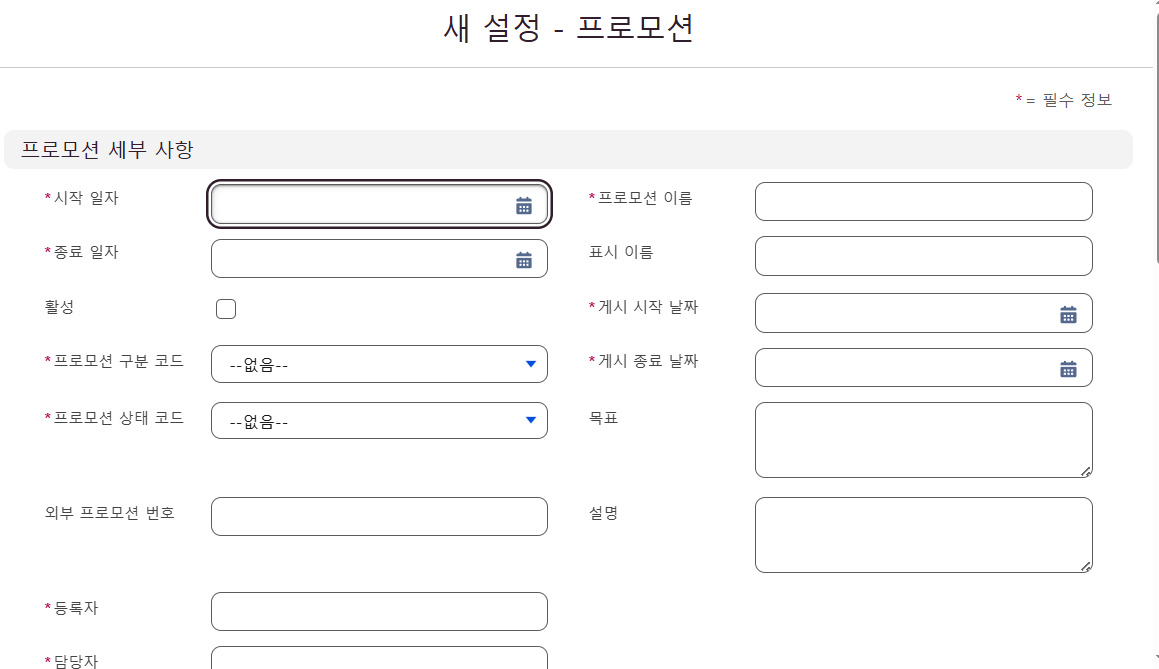 새 설정 - 프로모션
* = 필수 정보
프로모션 세부 사항
*시작 일자
*프로모션 이름
*종료 일자
표시 이름
활성
*게시 시작 날짜
*프로모션 구분 코드
--없음--
*게시 종료 날짜
*프로모션 상태 코드
--없음--
목표
외부 프로모션 번호
설명
*등록자
*담당자